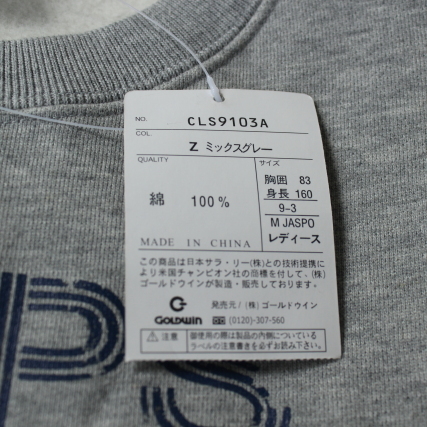 NO. CLS9103A
COL. Z ミックスグレー
QUALITY
綿 100%
サイズ
胸囲 83
身長 160
9-3
M JASPO
レディース
MADE IN CHINA
この商品は日本サラ・リー(株)との技術提携に
より米国チャンピオン社の商標を付して、(株)
ゴールドウインが製造・販売しております。
GOLDWIN
発売元/(株)ゴールドウイン
(0120)-307-560
注意
御使用の際は製品の内側についている
ラベルの注意書きを必ずお読み下さい。
PS